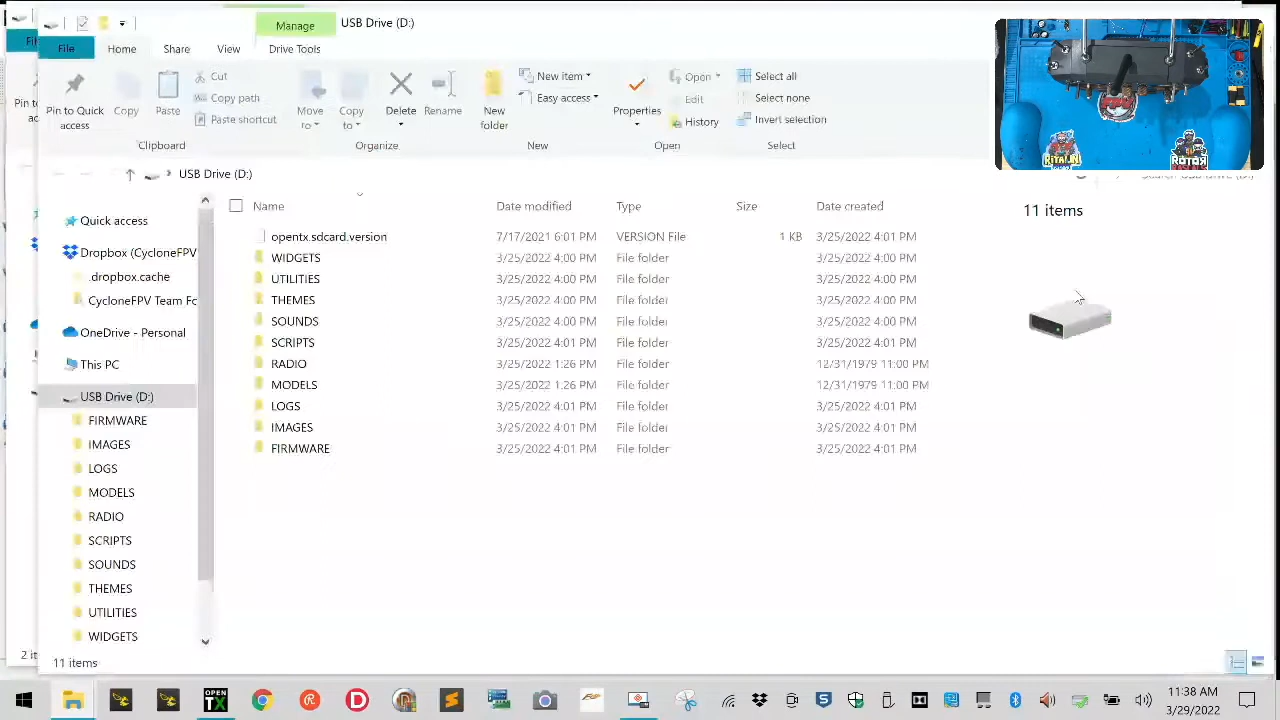 Manage
USB Drive (D:)
File
Home
Share
View
Drive Tools
Pin to Quick access
Copy
Paste
Cut
Copy path
Paste shortcut
Clipboard
Move to
Copy to
Delete
Rename
Organize
New folder
New item
Easy access
New
Properties
Open
Edit
History
Open
Select all
Select none
Invert selection
Select
USB Drive (D:)
Name Date modified Type Size Date created
opentx.sdcard.version 7/17/2021 6:01 PM VERSION File 1 KB 3/25/2022 4:01 PM
WIDGETS 3/25/2022 4:00 PM File folder 3/25/2022 4:00 PM
UTILITIES 3/25/2022 4:00 PM File folder 3/25/2022 4:00 PM
THEMES 3/25/2022 4:00 PM File folder 3/25/2022 4:00 PM
SOUNDS 3/25/2022 4:00 PM File folder 3/25/2022 4:00 PM
SCRIPTS 3/25/2022 4:01 PM File folder 3/25/2022 4:01 PM
RADIO 3/25/2022 1:26 PM File folder 12/31/1979 11:00 PM
MODELS 3/25/2022 1:26 PM File folder 12/31/1979 11:00 PM
LOGS 3/25/2022 4:01 PM File folder 3/25/2022 4:01 PM
IMAGES 3/25/2022 4:01 PM File folder 3/25/2022 4:01 PM
FIRMWARE 3/25/2022 4:01 PM File folder 3/25/2022 4:01 PM
Quick access
Dropbox (CycloneFPV
.dropbox.cache
CycloneFPV Team Fo
OneDrive - Personal
This PC
USB Drive (D:)
FIRMWARE
IMAGES
LOGS
MODELS
RADIO
SCRIPTS
SOUNDS
THEMES
UTILITIES
WIDGETS
11 items
11 items
RITALIN
ROTOR
OPEN TX
11:38 AM
3/29/2022